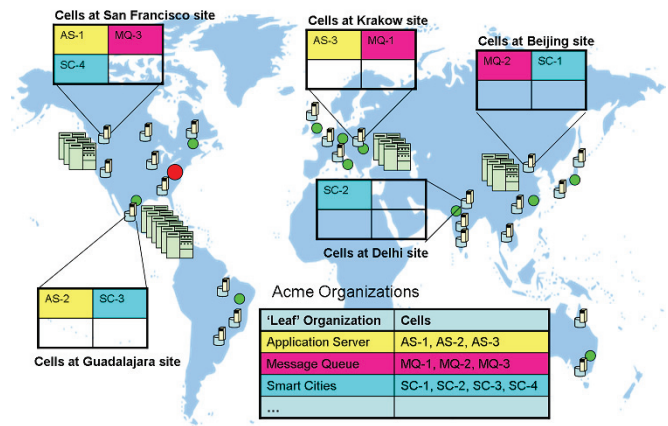 Cells at San Francisco site
AS-1 MQ-3
SC-4
Cells at Krakow site
AS-3 MQ-1
Cells at Beijing site
MQ-2 SC-1
SC-2
Cells at Delhi site
AS-2 SC-3
Cells at Guadalajara site
Acme Organizations
‘Leaf’ Organization Cells
Application Server AS-1, AS-2, AS-3
Message Queue MQ-1, MQ-2, MQ-3
Smart Cities SC-1, SC-2, SC-3, SC-4
...